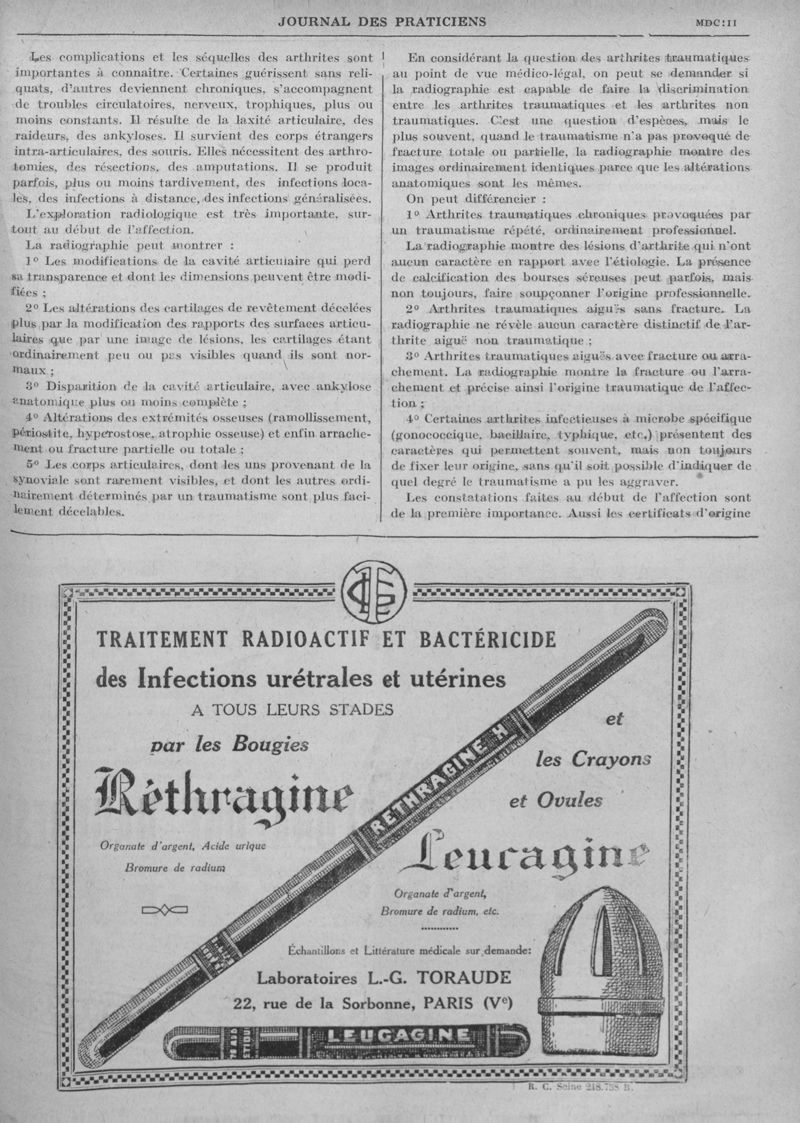 JOURNAL DES PRATICIENS
Les complications et les séquelles des arthrites sont
importantes à connaître. Certaines guérissent sans reli-
quats, d'autres deviennent chroniques, s'accompagnent
de troubles circulatoires, nerveux, trophiques, plus ou
moins constants. Il résulte de la laxité articulaire, des
raideurs, des ankyloses. Il survient des corps étrangers
intra-articulaires, des souris. Elles nécessitent des arthro-
tomies, des résections, des amputations. Il se produit
parfois, plus ou moins tardivement, des infections loca-
les, des infections à distance, des infections généralisées.
L'exploration radiologique est très importante, sur-
tout au début de l'affection.
La radiographie peut montrer :
1º Les modifications de la cavité articulaire qui perd
sa transparence et dont les dimensions peuvent être modi-
fiées ;
2º Les altérations des cartilages de revêtement décelées
plus par la modification des rapports des surfaces articu-
laires que par une image de lésions, les cartilages étant
ordinairement peu ou pas visibles quand ils sont nor-
maux ;
3º Disparition de la cavité articulaire, avec ankylose
anatomique plus ou moins complète ;
4º Altérations des extrémités osseuses (ramollissement,
périostite, hyperostose, atrophie osseuse) et enfin arrache-
ment ou fracture partielle ou totale ;
5º Les corps articulaires, dont les uns provenant de la
synoviale sont rarement visibles, et dont les autres ordi-
nairement déterminés par un traumatisme sont plus faci-
lement décelables.
En considérant la question des arthrites traumatiques
au point de vue médico-légal, on peut se demander si
la radiographie est capable de faire la discrimination
entre les arthrites traumatiques et les arthrites non
traumatiques. C'est une question d'espèces, mais le
plus souvent, quand le traumatisme n'a pas provoqué de
fracture totale ou partielle, la radiographie montre des
images ordinairement identiques parce que les altérations
anatomiques sont les mêmes.
On peut différencier :
1º Arthrites traumatiques chroniques provoquées par
un traumatisme répété, ordinairement professionnel.
La radiographie montre des lésions d'arthrite qui n'ont
aucun caractère en rapport avec l'étiologie. La présence
de calcification des bourses séreuses peut parfois, mais
non toujours, faire soupçonner l'origine professionnelle.
2º Arthrites traumatiques aiguës sans fracture. La
radiographie ne révèle aucun caractère distinctif de l'ar-
thrite aiguë non traumatique ;
3º Arthrites traumatiques aiguës avec fracture ou arra-
chement. La radiographie montre la fracture ou l'arra-
chement et précise ainsi l'origine traumatique de l'affec-
tion ;
4º Certaines arthrites infectieuses à microbe spécifique
(gonococcique, bacillaire, typhique, etc.) présentent des
caractères qui permettent souvent, mais non toujours
de fixer leur origine, sans qu'il soit possible d'indiquer de
quel degré le traumatisme a pu les aggraver.
Les constatations faites au début de l'affection sont
de la première importance. Aussi les certificats d'origine
TRAITEMENT RADIOACTIF ET BACTÉRICIDE
des Infections urétrales et utérines
A TOUS LEURS STADES
par les Bougies
Réthragine
Organate d'argent, Acide urique
Bromure de radium
RETHRAGINE H
et
les Crayons
et Ovules
Leucagine
Organate d'argent,
Bromure de radium, etc.
Échantillons et Littérature médicale sur demande:
Laboratoires L.-G. TORAUDE
22, rue de la Sorbonne, PARIS (Ve)
LEUCAGINE
R. C. Seine 218.758 B.